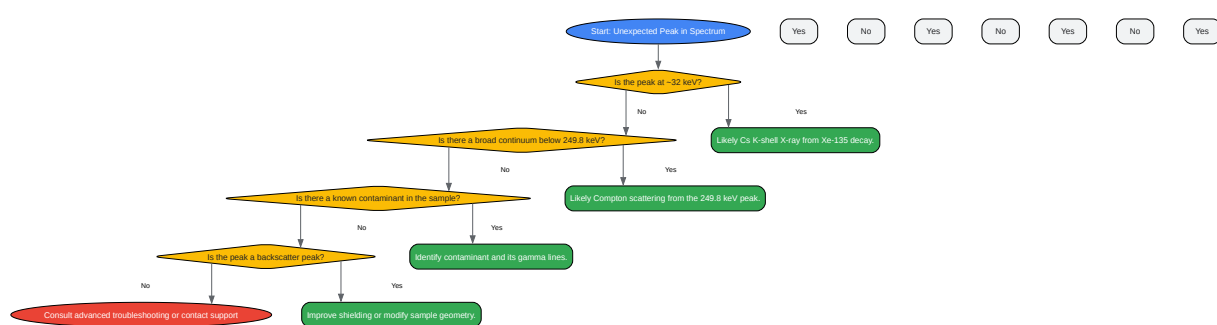 Start: Unexpected Peak in Spectrum
Yes
No
Yes
No
Yes
No
Yes
Is the peak at ~32 keV?
No
Yes
Is there a broad continuum below 249.8 keV?
Likely Cs K-shell X-ray from Xe-135 decay.
No
Yes
Is there a known contaminant in the sample?
Likely Compton scattering from the 249.8 keV peak.
No
Yes
Is the peak a backscatter peak?
Identify contaminant and its gamma lines.
No
Yes
Consult advanced troubleshooting or contact support
Improve shielding or modify sample geometry.